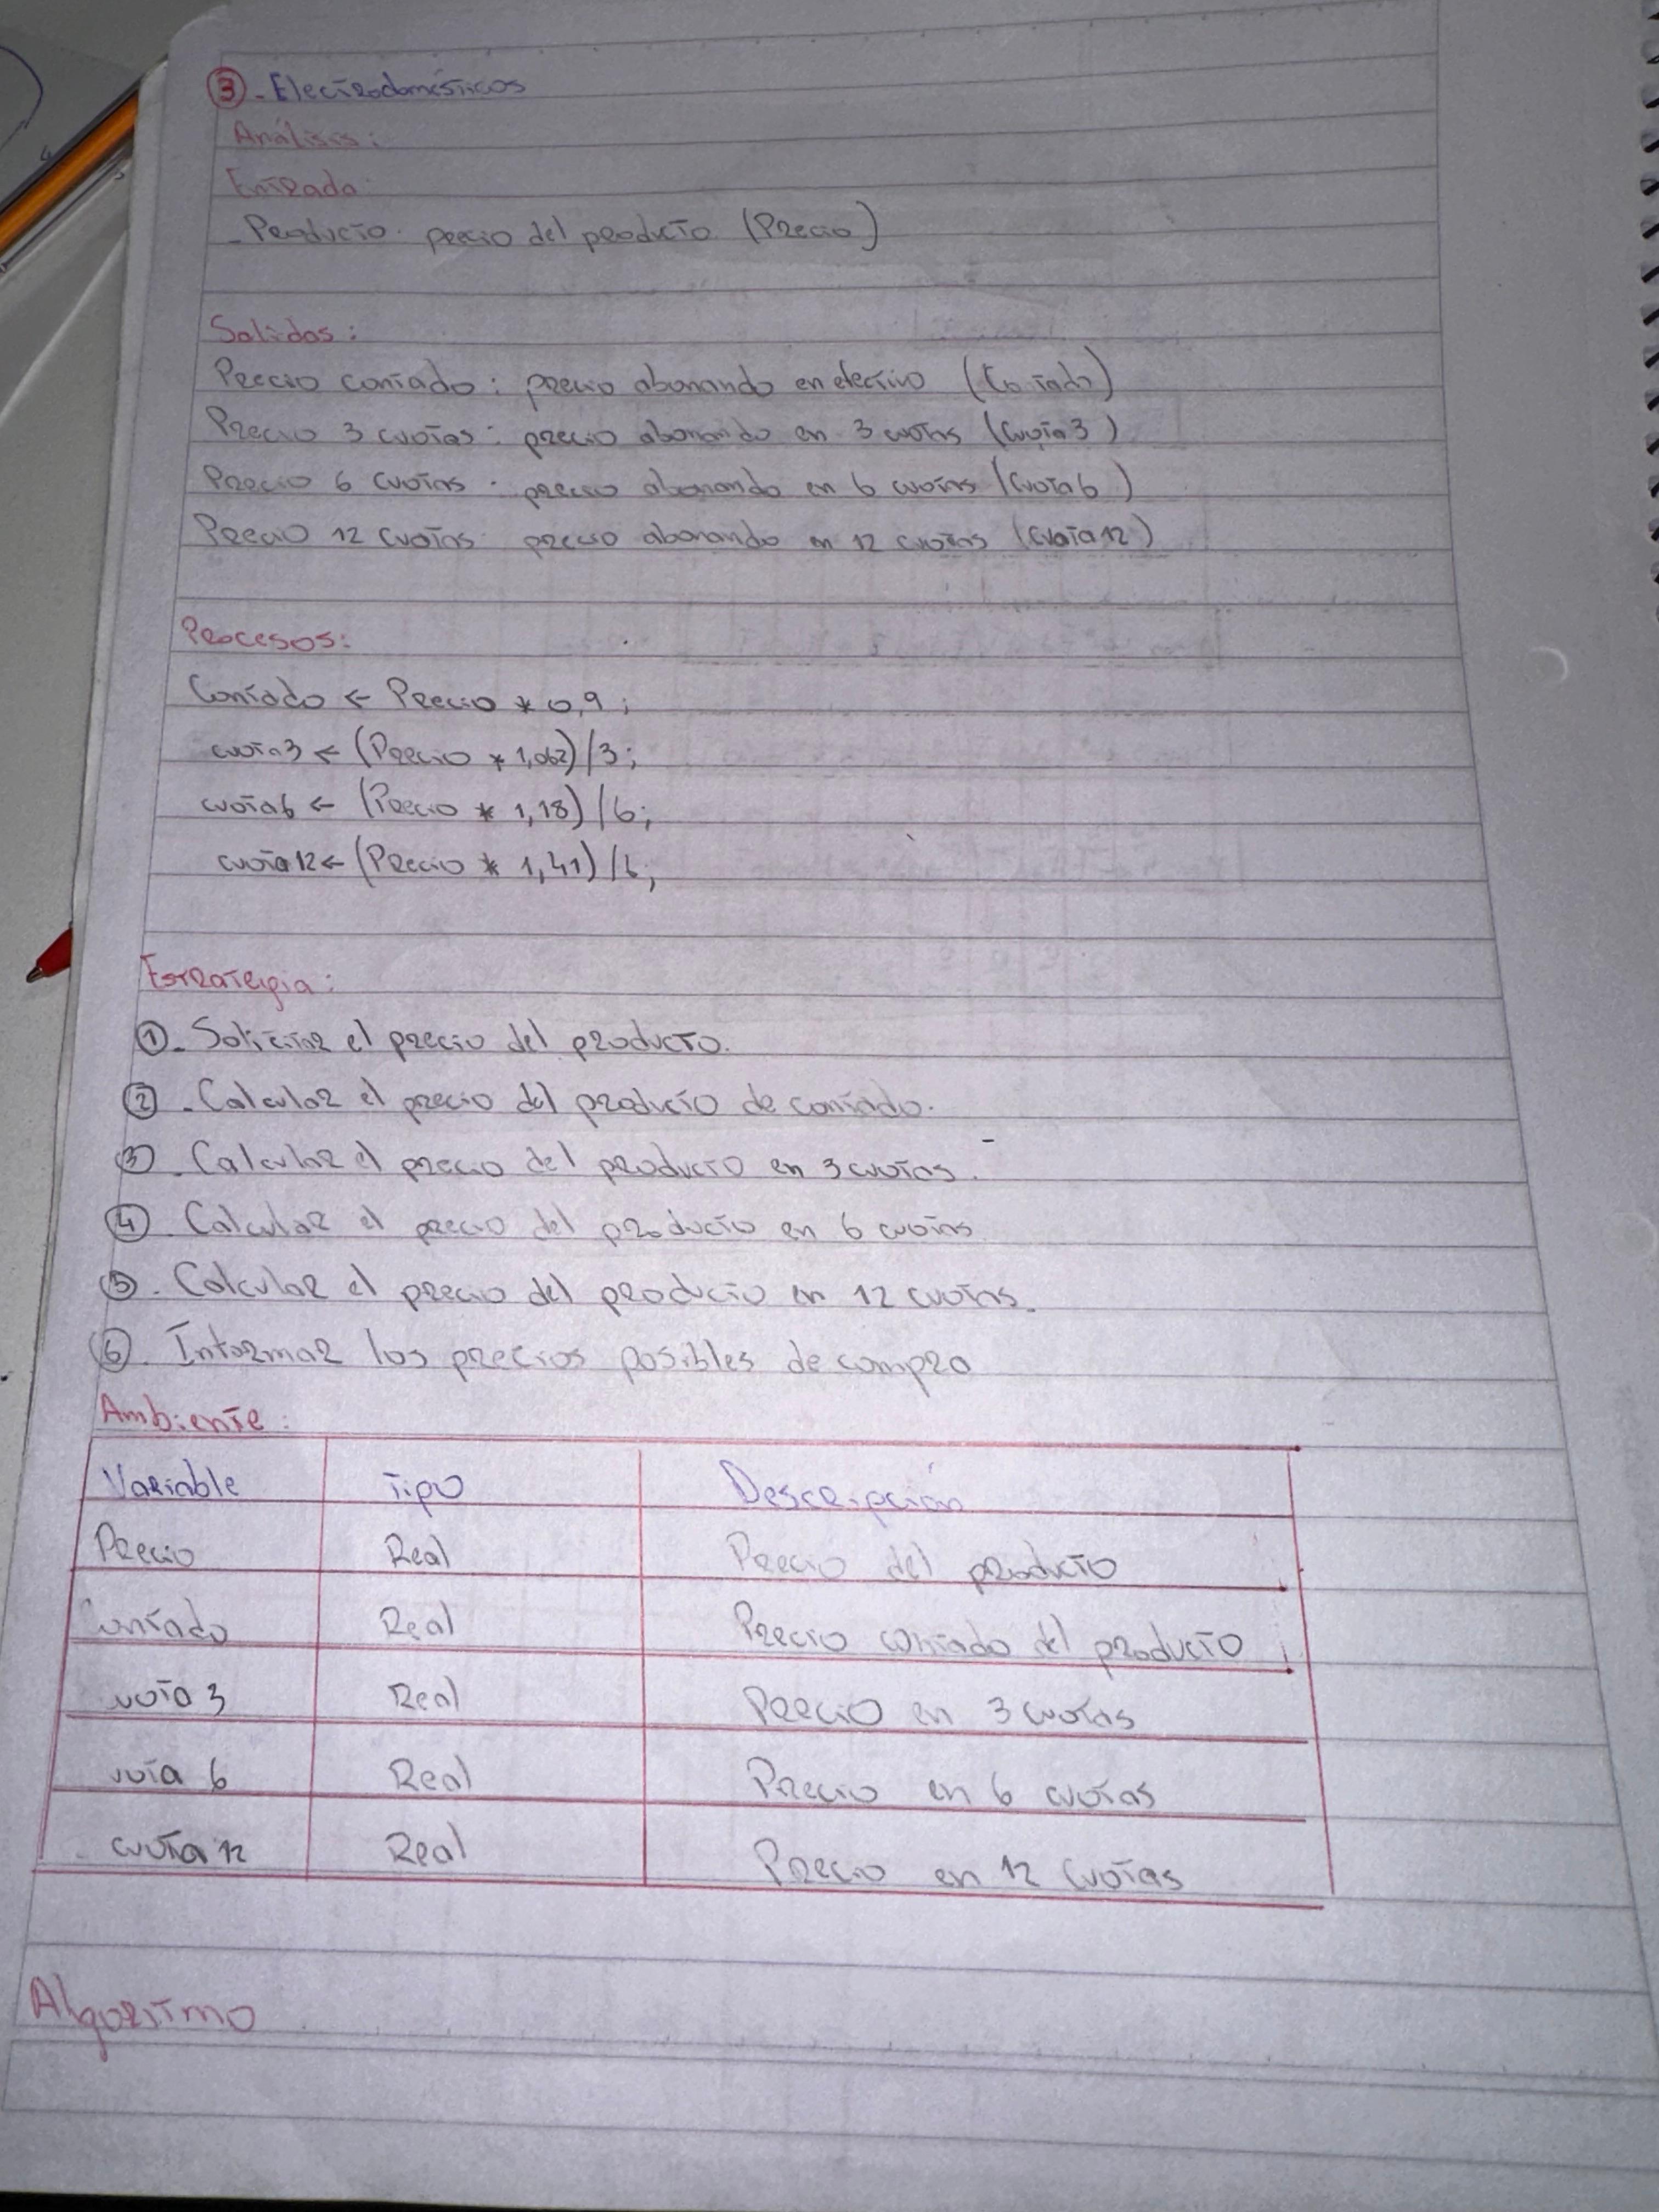 3. Electrodomésticos
Análisis:
Entrada:
- Producto: precio del producto (Precio)
Salidas:
Precio contado: precio abonando en efectivo (Contado)
Precio 3 cuotas: precio abonando en 3 cuotas (Cuota3)
Precio 6 cuotas: precio abonando en 6 cuotas (Cuota6)
Precio 12 cuotas: precio abonando en 12 cuotas (Cuota12)
Procesos:
Contado ← Precio * 0,9;
cuota3 ← (Precio * 1,062)/3;
cuota6 ← (Precio * 1,18)/6;
cuota12 ← (Precio * 1,41)/6;
Estrategia:
1. Solicitar el precio del producto.
2. Calcular el precio del producto de contado.
3. Calcular el precio del producto en 3 cuotas.
4. Calcular el precio del producto en 6 cuotas
5. Calcular el precio del producto en 12 cuotas.
6. Informar los precios posibles de compra
Ambiente:
Variable Tipo Descripción
Precio Real Precio del producto
Contado Real Precio contado del producto
cuota 3 Real Precio en 3 cuotas
cuota 6 Real Precio en 6 cuotas
cuota 12 Real Precio en 12 Cuotas
Algoritmo